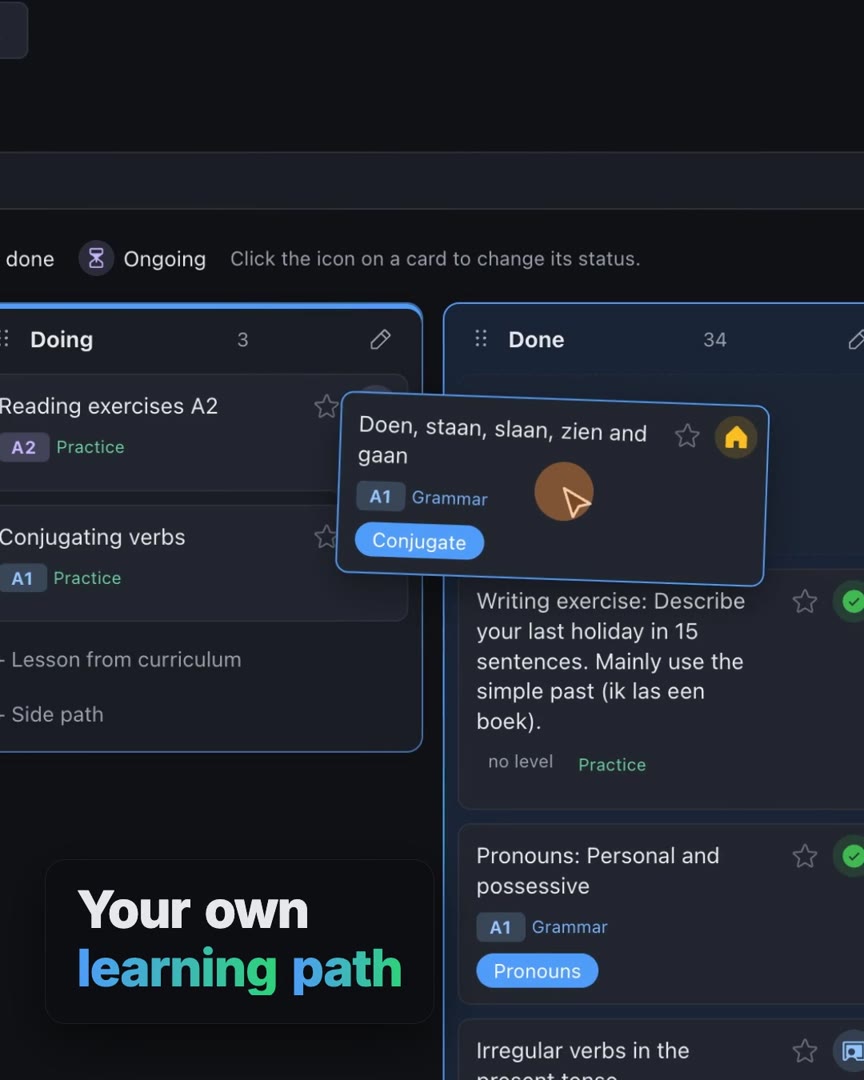 done
Ongoing
Click the icon on a card to change its status.
Doing
3
Reading exercises A2
A2
Practice
Conjugating verbs
A1
Practice
Lesson from curriculum
Side path
Done
34
Doen, staan, slaan, zien and
gaan
A1
Grammar
Conjugate
Writing exercise: Describe
your last holiday in 15
sentences. Mainly use the
simple past (ik las een
boek).
no level
Practice
Pronouns: Personal and
possessive
A1
Grammar
Pronouns
Irregular verbs in the
present tense
Your own
learning path